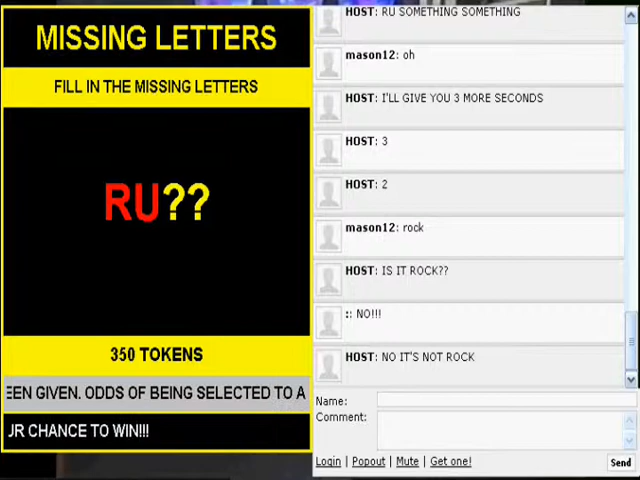 MISSING LETTERS
FILL IN THE MISSING LETTERS
RU??
350 TOKENS
EEN GIVEN. ODDS OF BEING SELECTED TO A
JR CHANCE TO WIN!!!
HOST: RU SOMETHING SOMETHING
mason12: oh
HOST: I'LL GIVE YOU 3 MORE SECONDS
HOST: 3
HOST: 2
mason12: rock
HOST: IS IT ROCK??
:: NO!!!
HOST: NO IT'S NOT ROCK
Name:
Comment:
Login | Popout | Mute | Get one!
Send